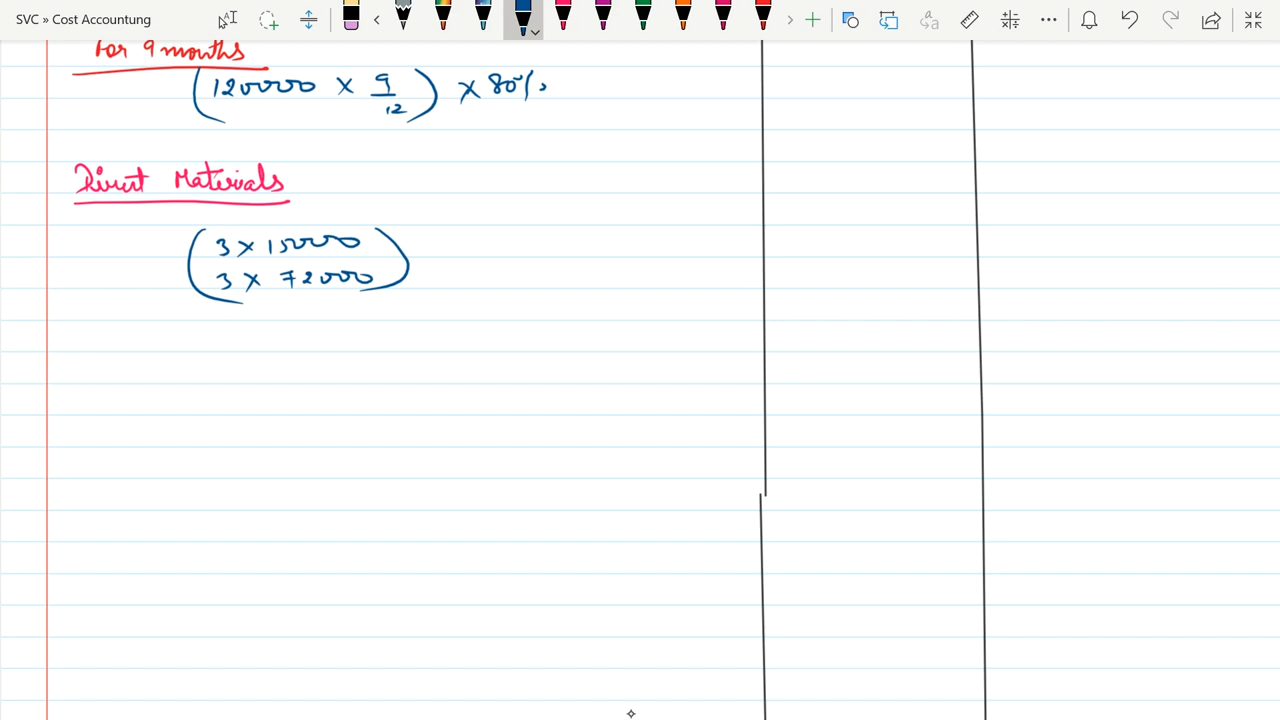 SVC » Cost Accountung
For 9 months
(120000 × 9/12) × 80%
Direct Materials
(3 × 15000
3 × 72000)